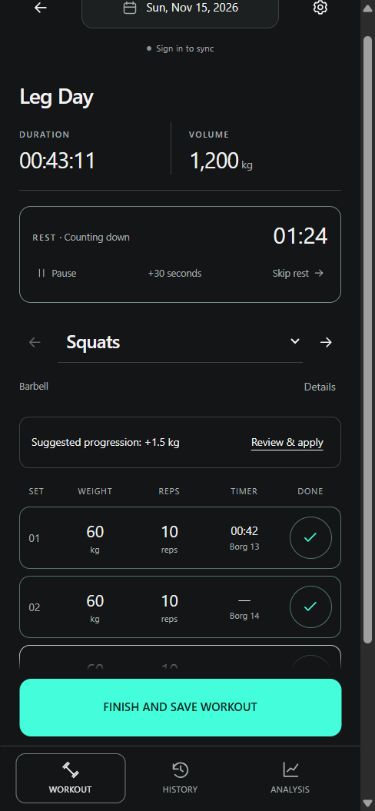 Sun, Nov 15, 2026
Sign in to sync
Leg Day
DURATION
VOLUME
00:43:11
1,200 kg
REST · Counting down
01:24
Pause
+30 seconds
Skip rest →
← Squats →
Barbell
Details
Suggested progression: +1.5 kg
Review & apply
SET WEIGHT REPS TIMER DONE
01 60 kg 10 reps 00:42 Borg 13
02 60 kg 10 reps — Borg 14
60 10
FINISH AND SAVE WORKOUT
WORKOUT
HISTORY
ANALYSIS